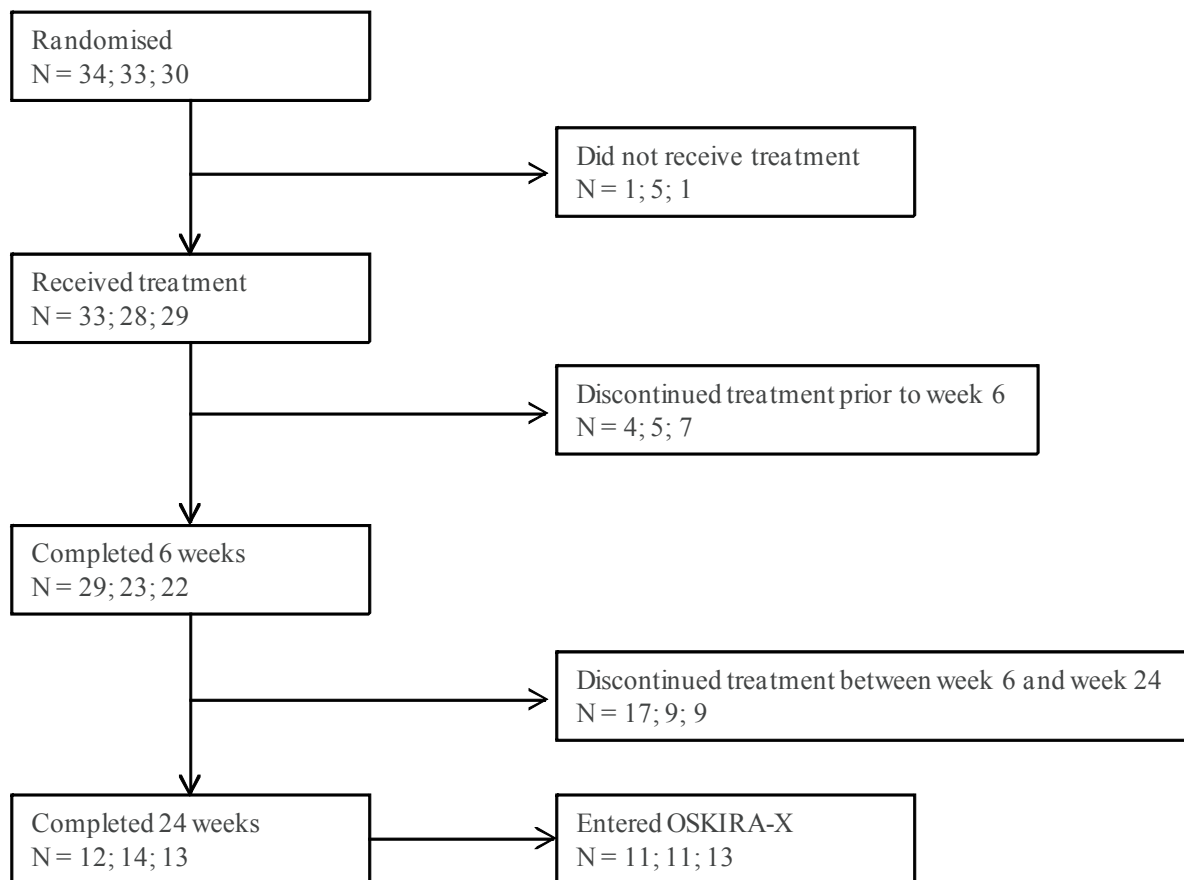 Randomised
N = 34; 33; 30
Did not receive treatment
N = 1; 5; 1
Received treatment
N = 33; 28; 29
Discontinued treatment prior to week 6
N = 4; 5; 7
Completed 6 weeks
N = 29; 23; 22
Discontinued treatment between week 6 and week 24
N = 17; 9; 9
Completed 24 weeks
N = 12; 14; 13
Entered OSKIRA-X
N = 11; 11; 13